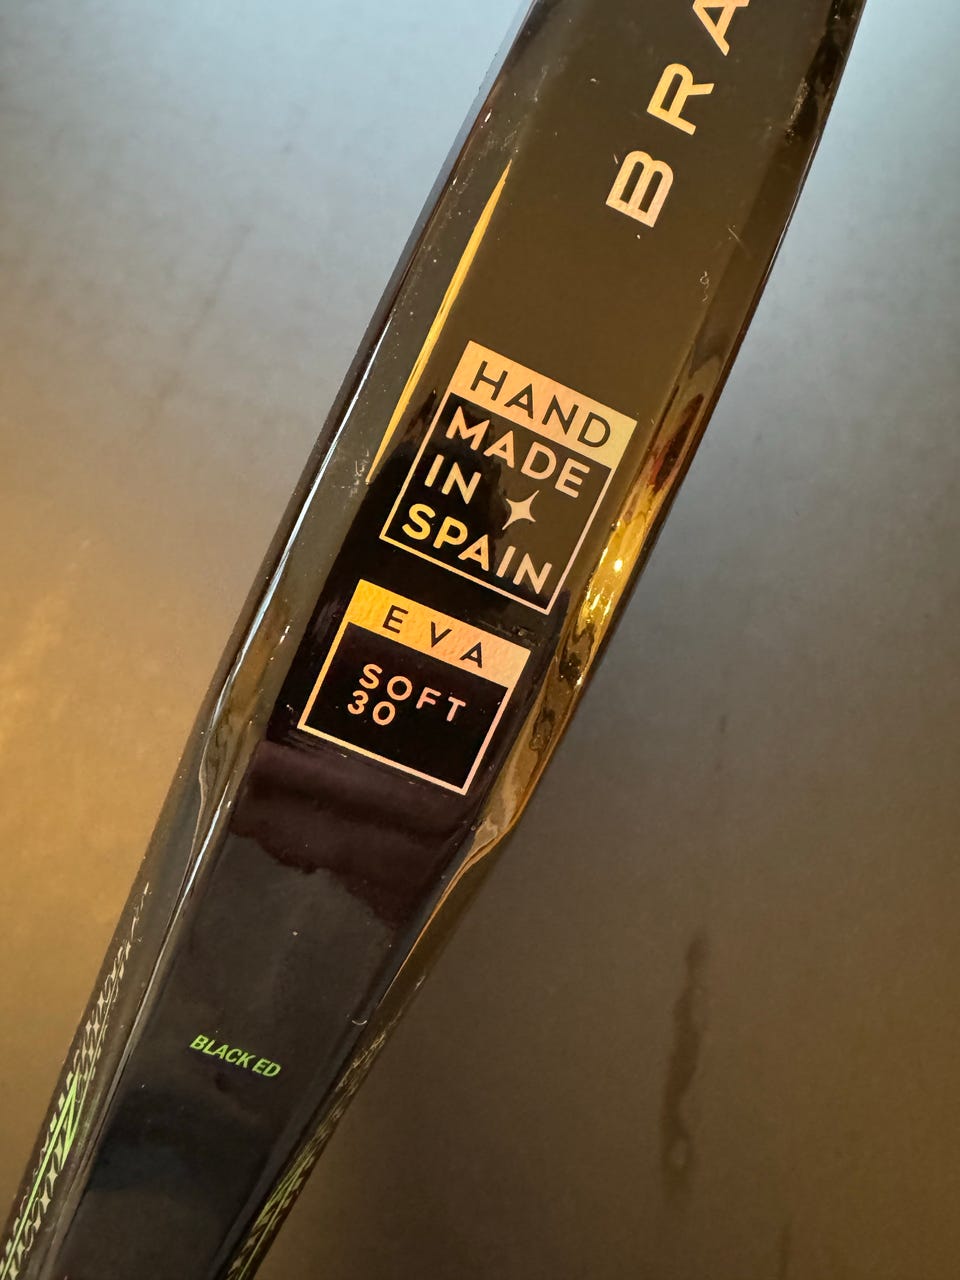 BRA
HAND
MADE
IN
SPAIN
EVA
SOFT
30
BLACK ED